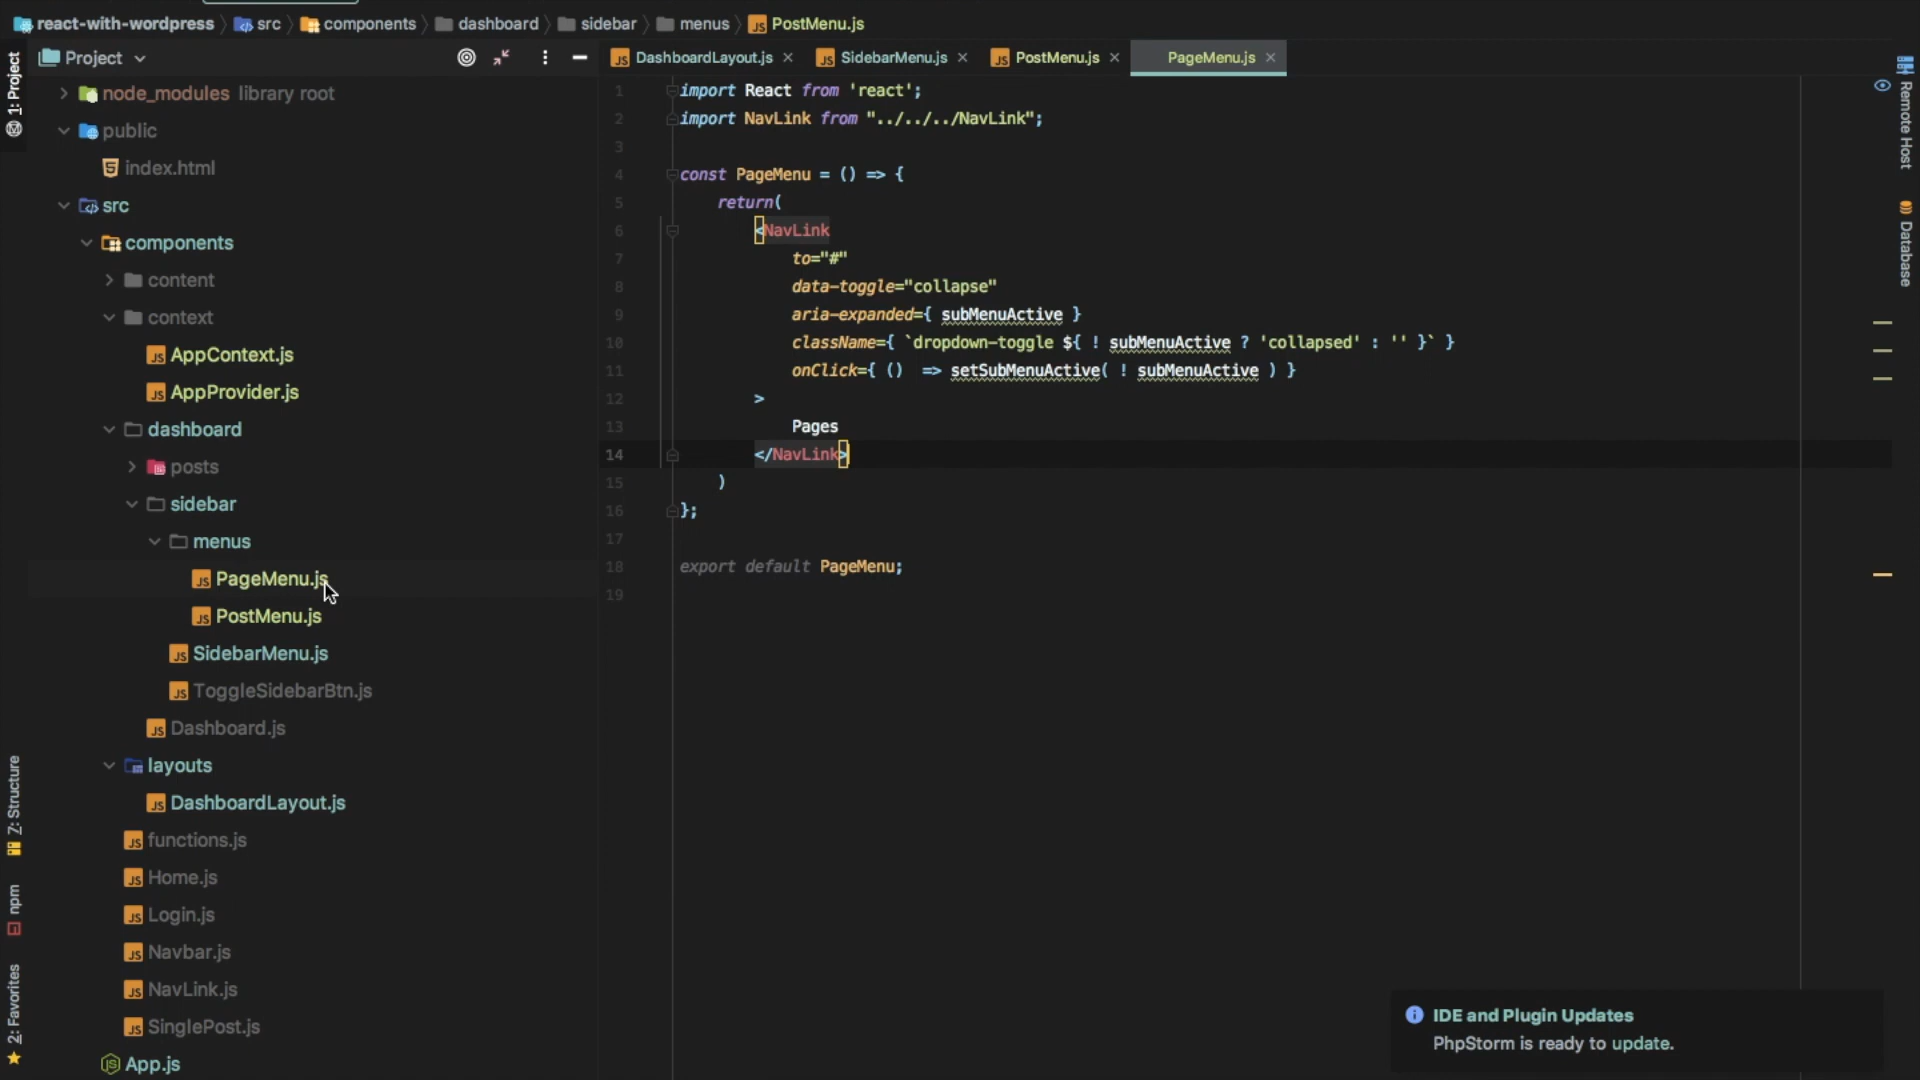 react-with-wordpress src components dashboard sidebar menus PostMenu.js
Project
DashboardLayout.js
SidebarMenu.js
PostMenu.js
PageMenu.js
1: Project
node_modules library root
public
index.html
src
components
content
context
AppContext.js
AppProvider.js
dashboard
posts
sidebar
menus
PageMenu.js
PostMenu.js
SidebarMenu.js
ToggleSidebarBtn.js
Dashboard.js
layouts
DashboardLayout.js
functions.js
Home.js
Login.js
Navbar.js
NavLink.js
SinglePost.js
App.js
Z: Structure
npm
2: Favorites
1 import React from 'react';
2 import NavLink from "../../../NavLink";
3
4 const PageMenu = () => {
5 return(
6 <NavLink
7 to="#"
8 data-toggle="collapse"
9 aria-expanded={ subMenuActive }
10 className={ `dropdown-toggle ${ ! subMenuActive ? 'collapsed' : '' }` }
11 onClick={ () => setSubMenuActive( ! subMenuActive ) }
12 >
13 Pages
14 </NavLink>
15 )
16 };
17
18 export default PageMenu;
19
Remote Host
Database
IDE and Plugin Updates
PhpStorm is ready to update.